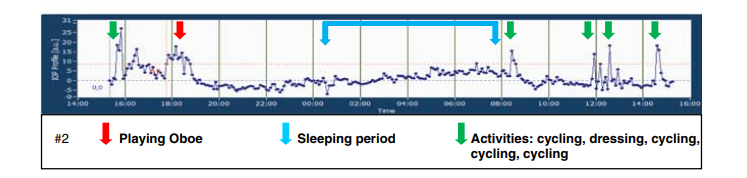 IOP Profile [a.u.]
31
25
20
15
10
5
0
-5
-9
0,0
14:00 16:00 18:00 20:00 22:00 00:00 02:00 04:00 06:00 08:00 10:00 12:00 14:00 16:00
Time
#2 Playing Oboe Sleeping period Activities: cycling, dressing, cycling,
cycling, cycling